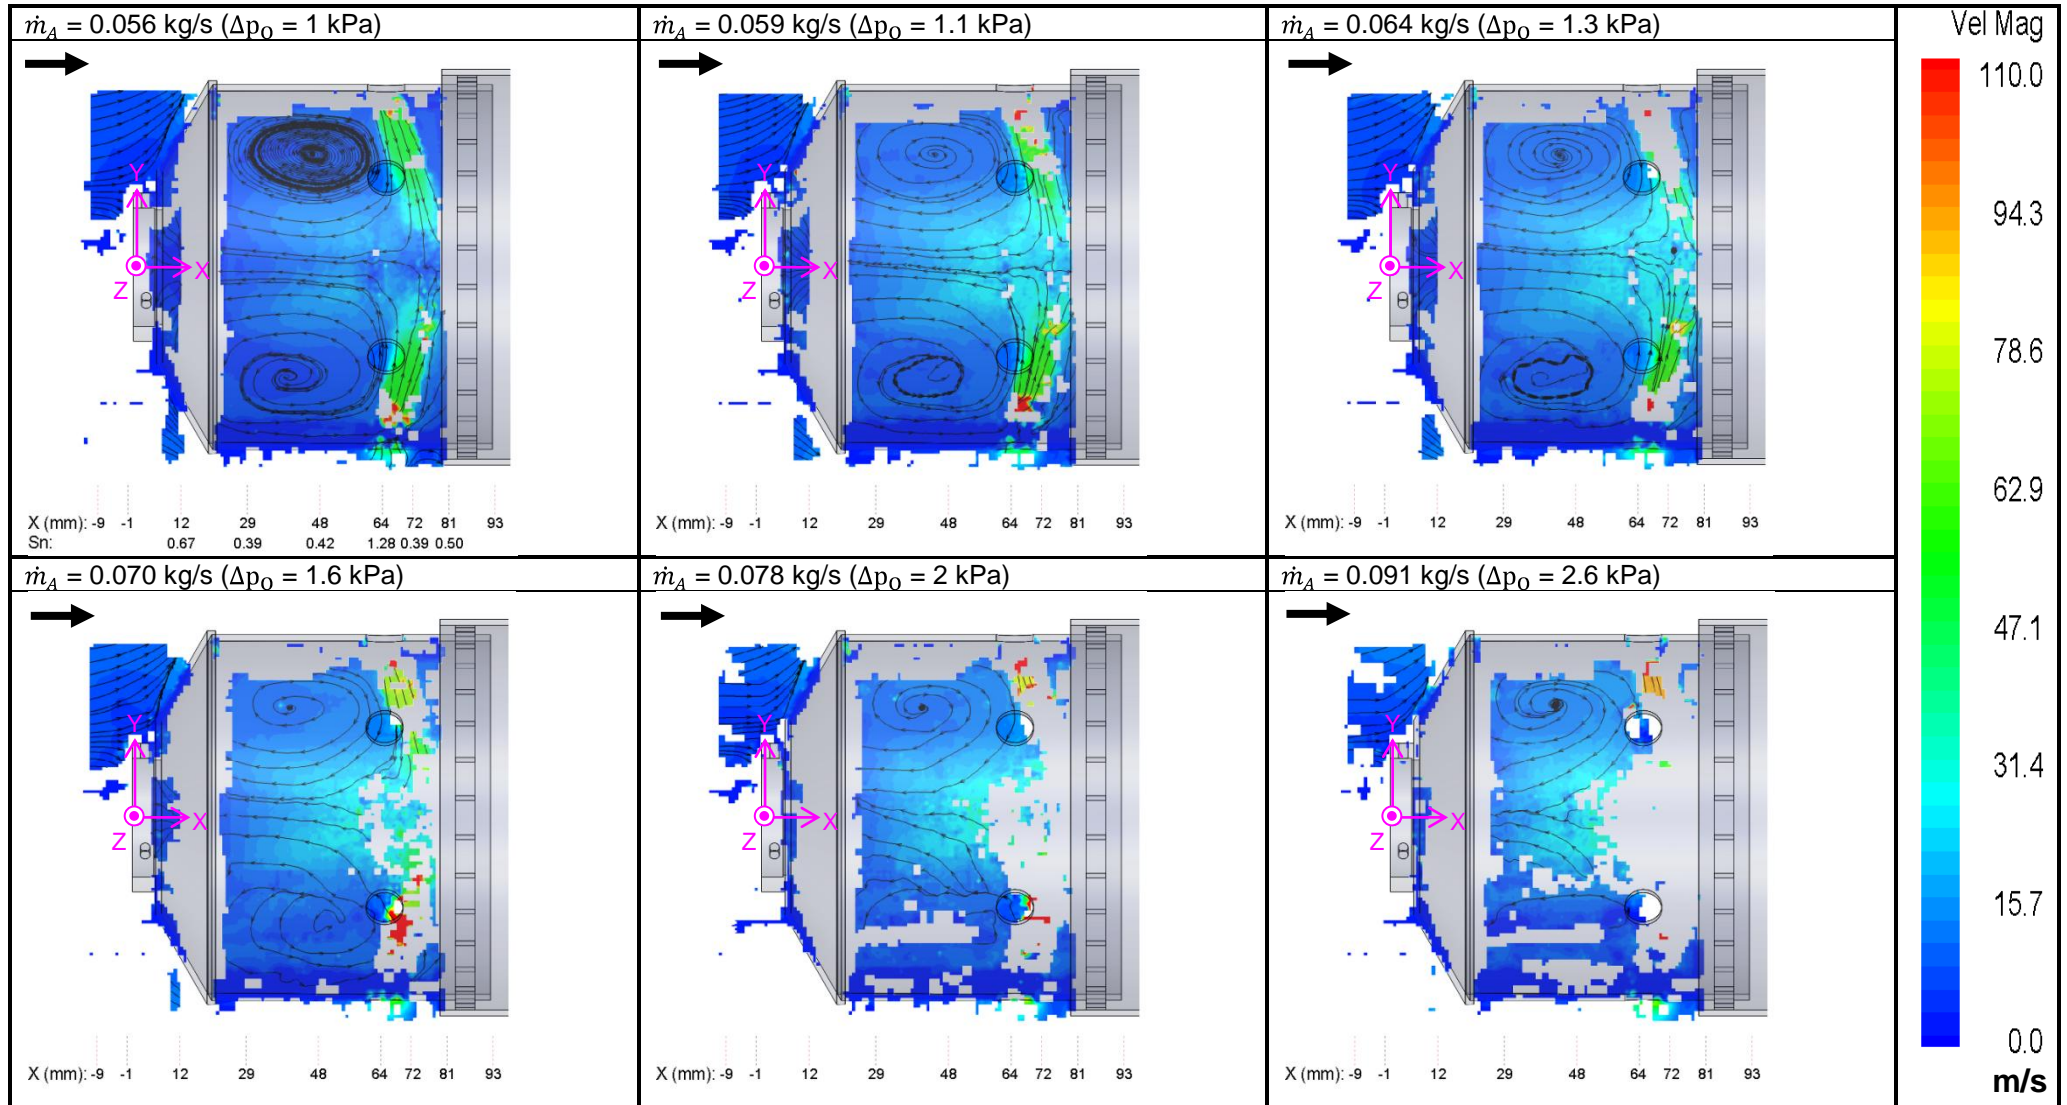 ṁ_A = 0.056 kg/s (Δp₀ = 1 kPa)
Y
X
Z
X (mm): -9 -1 12 29 48 64 72 81 93
Sn: 0.67 0.39 0.42 1.28 0.39 0.50
ṁ_A = 0.059 kg/s (Δp₀ = 1.1 kPa)
Y
X
Z
X (mm): -9 -1 12 29 48 64 72 81 93
ṁ_A = 0.064 kg/s (Δp₀ = 1.3 kPa)
Y
X
Z
X (mm): -9 -1 12 29 48 64 72 81 93
ṁ_A = 0.070 kg/s (Δp₀ = 1.6 kPa)
Y
X
Z
X (mm): -9 -1 12 29 48 64 72 81 93
ṁ_A = 0.078 kg/s (Δp₀ = 2 kPa)
Y
X
Z
X (mm): -9 -1 12 29 48 64 72 81 93
ṁ_A = 0.091 kg/s (Δp₀ = 2.6 kPa)
Y
X
Z
X (mm): -9 -1 12 29 48 64 72 81 93
Vel Mag
110.0
94.3
78.6
62.9
47.1
31.4
15.7
0.0
m/s